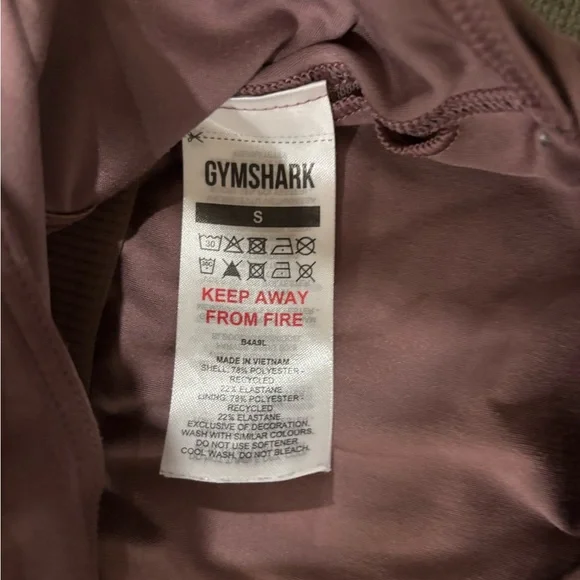 GYMSHARK
S
30
KEEP AWAY
FROM FIRE
B4A9L
MADE IN VIETNAM
SHELL: 78% POLYESTER -
RECYCLED
22% ELASTANE
LINING: 78% POLYESTER -
RECYCLED
22% ELASTANE
EXCLUSIVE OF DECORATION.
WASH WITH SIMILAR COLOURS.
DO NOT USE SOFTENER
COOL WASH. DO NOT BLEACH.